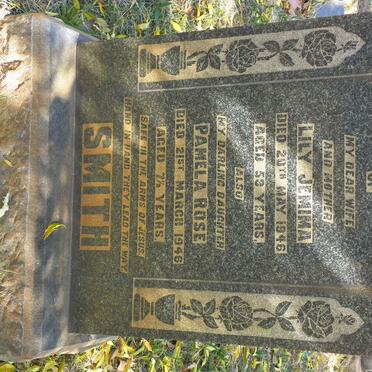 MY DEAR WIFE
AND MOTHER
LILY JEMIMA
DIED 20TH MAY 1946
AGED 53 YEARS.
ALSO
MY DARLING DAUGHTER
PAMELA ROSE
DIED MARCH 1946
AGED 7½ YEARS.
SAFE IN THE ARMS OF JESUS
HAND IN HAND THEY LEAD THE WAY.
SMITH